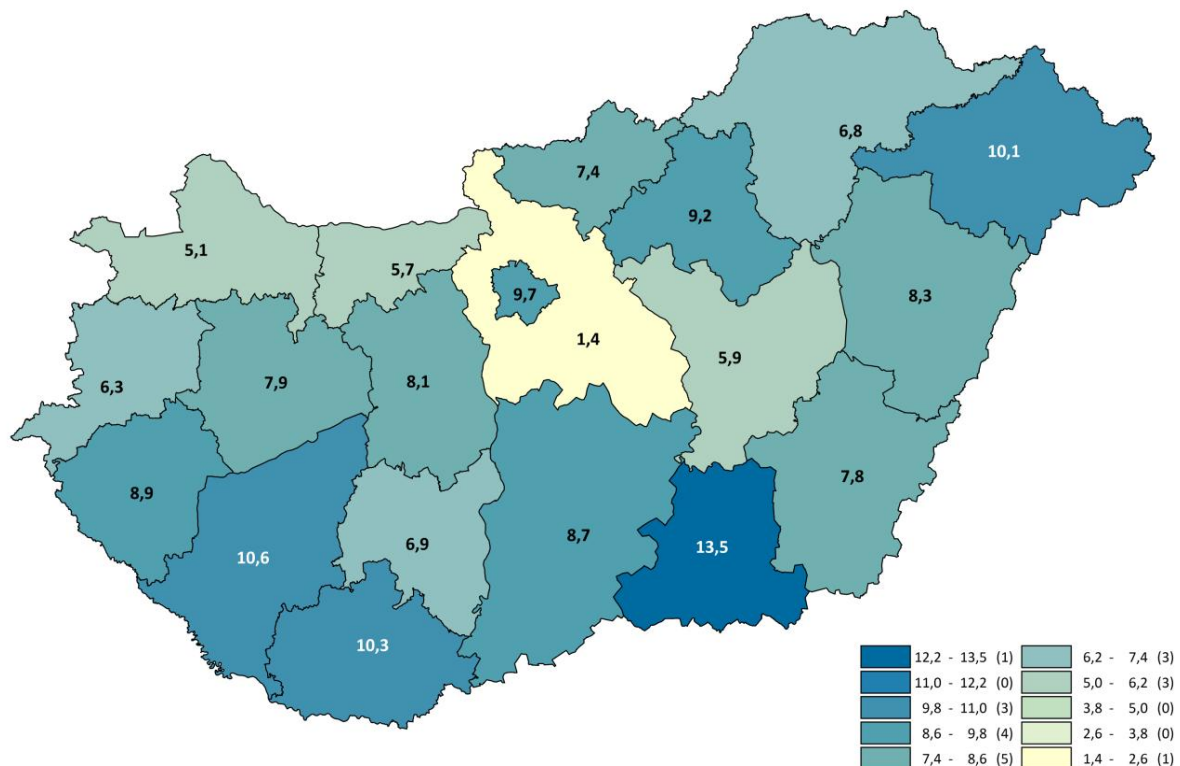 6,8
10,1
7,4
9,2
5,1
5,7
8,3
9,7
1,4
5,9
6,3
7,9
8,1
7,8
8,9
10,6
6,9
8,7
13,5
10,3
12,2 - 13,5 (1)
11,0 - 12,2 (0)
9,8 - 11,0 (3)
8,6 - 9,8 (4)
7,4 - 8,6 (5)
6,2 - 7,4 (3)
5,0 - 6,2 (3)
3,8 - 5,0 (0)
2,6 - 3,8 (0)
1,4 - 2,6 (1)